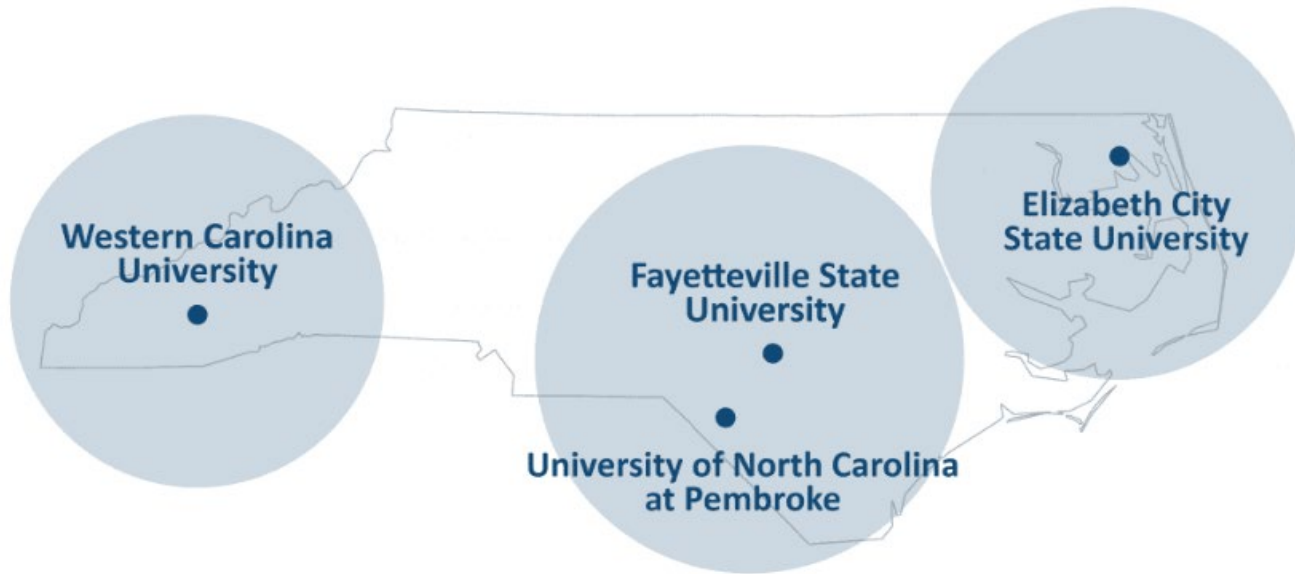 Western Carolina
University
Fayetteville State
University
University of North Carolina
at Pembroke
Elizabeth City
State University